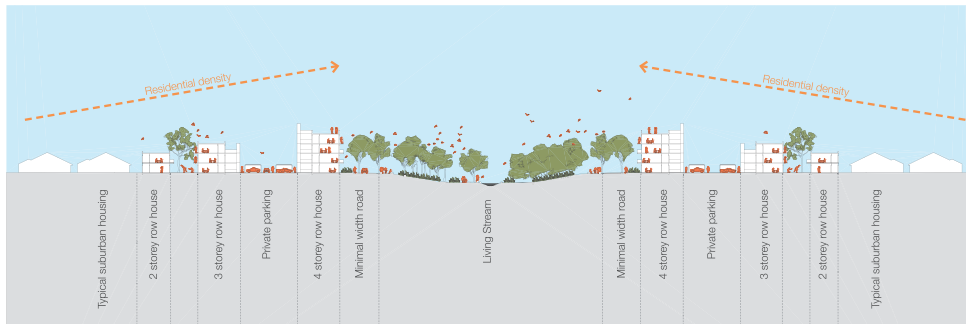 Residential density
Residential density
Typical suburban housing
2 storey row house
3 storey row house
Private parking
4 storey row house
Minimal width road
Living Stream
Minimal width road
4 storey row house
Private parking
3 storey row house
2 storey row house
Typical suburban housing